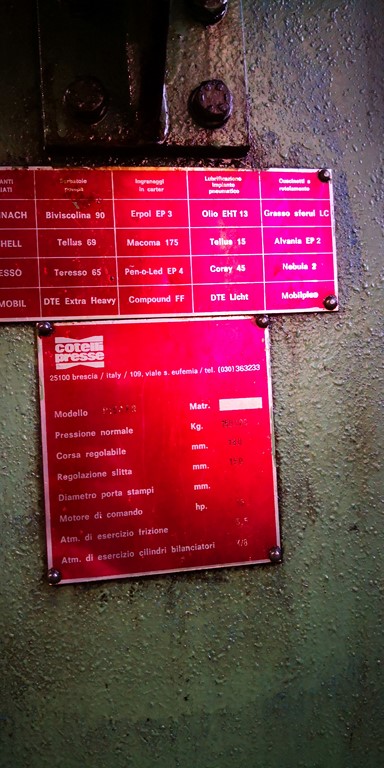 Lubrificazione Ingranaggi Cuscinetti a
in carter impianto rotolamento
pneumatico
INACH Biviscolina 90 Erpol EP 3 Olio EHT 13 Grasso sferul LC
HELL Tellus 69 Macoma 175 Tellus 15 Alvania EP 2
ESSO Teresso 65 Pen-o-Led EP 4 Corey 45 Nebula 2
MOBIL DTE Extra Heavy Compound FF DTE Licht Mobilplex
cotelli
presse
25100 brescia / italy / 109, viale s. eufemia / tel. (030) 363233
Modello Matr.
Pressione normale Kg.
Corsa regolabile mm.
Regolazione slitta mm.
Diametro porta stampi mm.
Motore di comando hp.
Atm. di esercizio frizione
Atm. di esercizio cilindri bilanciatori